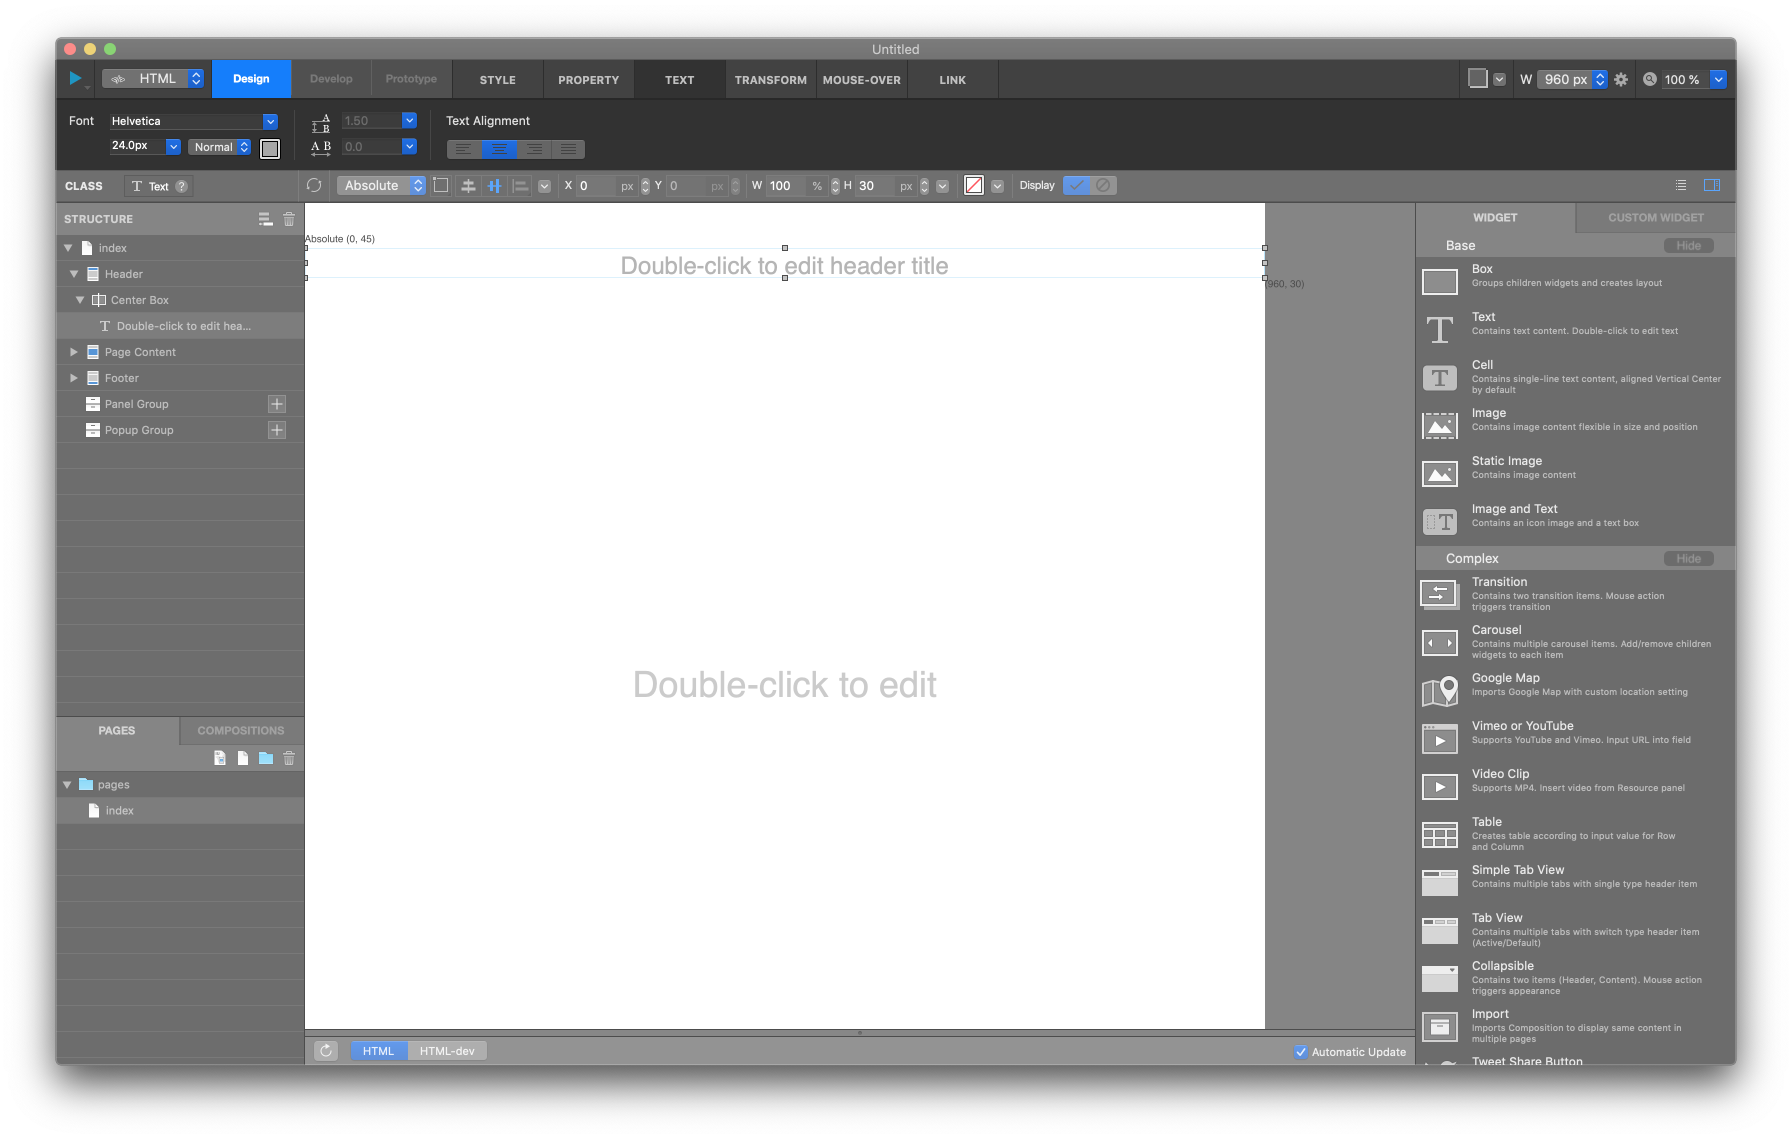 Untitled
HTML
Design
Develop
Prototype
STYLE
PROPERTY
TEXT
TRANSFORM
MOUSE-OVER
LINK
W 960 px
100 %
Font
Helvetica
24.0px
Normal
A
B
1.50
A B
0.0
Text Alignment
CLASS
T Text ?
Absolute
X 0 px
Y 0 px
W 100 %
H 30 px
Display
STRUCTURE
index
Header
Center Box
T Double-click to edit hea...
Page Content
Footer
Panel Group
Popup Group
PAGES
COMPOSITIONS
pages
index
Absolute (0, 45)
Double-click to edit header title
(960, 30)
Double-click to edit
HTML
HTML-dev
Automatic Update
WIDGET
CUSTOM WIDGET
Base
Hide
Box
Groups children widgets and creates layout
Text
Contains text content. Double-click to edit text
Cell
Contains single-line text content, aligned Vertical Center
by default
Image
Contains image content flexible in size and position
Static Image
Contains image content
Image and Text
Contains an icon image and a text box
Complex
Hide
Transition
Contains two transition items. Mouse action
triggers transition
Carousel
Contains multiple carousel items. Add/remove children
widgets to each item
Google Map
Imports Google Map with custom location setting
Vimeo or YouTube
Supports YouTube and Vimeo. Input URL into field
Video Clip
Supports MP4. Insert video from Resource panel
Table
Creates table according to input value for Row
and Column
Simple Tab View
Contains multiple tabs with single type header item
Tab View
Contains multiple tabs with switch type header item
(Active/Default)
Collapsible
Contains two items (Header, Content). Mouse action
triggers appearance
Import
Imports Composition to display same content in
multiple pages
Tweet Share Button